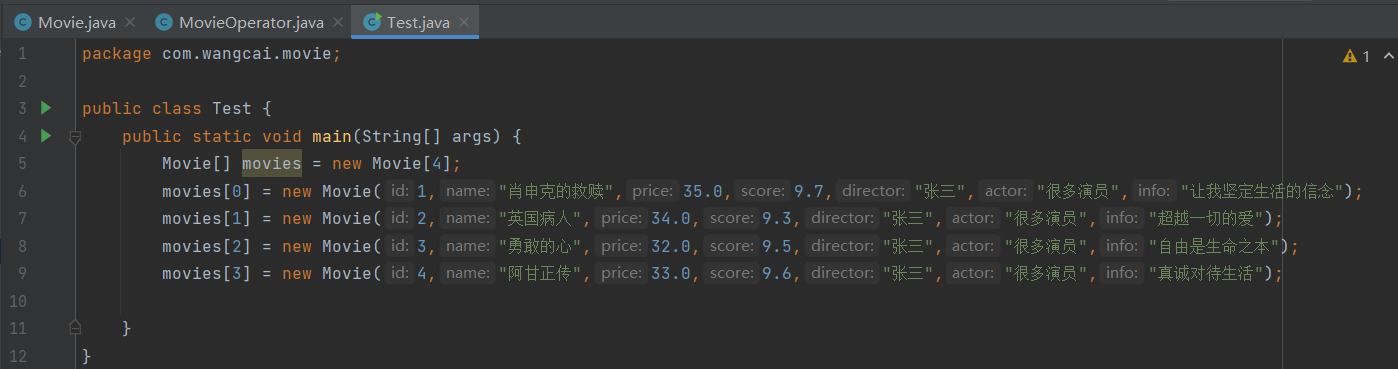 Movie.java × MovieOperator.java × Test.java ×
1 package com.wangcai.movie; 1
2
3 public class Test {
4 public static void main(String[] args) {
5 Movie[] movies = new Movie[4];
6 movies[0] = new Movie( id: 1, name: "肖申克的救赎", price: 35.0, score: 9.7, director: "张三", actor: "很多演员", info: "让我坚定生活的信念");
7 movies[1] = new Movie( id: 2, name: "英国病人", price: 34.0, score: 9.3, director: "张三", actor: "很多演员", info: "超越一切的爱");
8 movies[2] = new Movie( id: 3, name: "勇敢的心", price: 32.0, score: 9.5, director: "张三", actor: "很多演员", info: "自由是生命之本");
9 movies[3] = new Movie( id: 4, name: "阿甘正传", price: 33.0, score: 9.6, director: "张三", actor: "很多演员", info: "真诚对待生活");
10
11 }
12 }